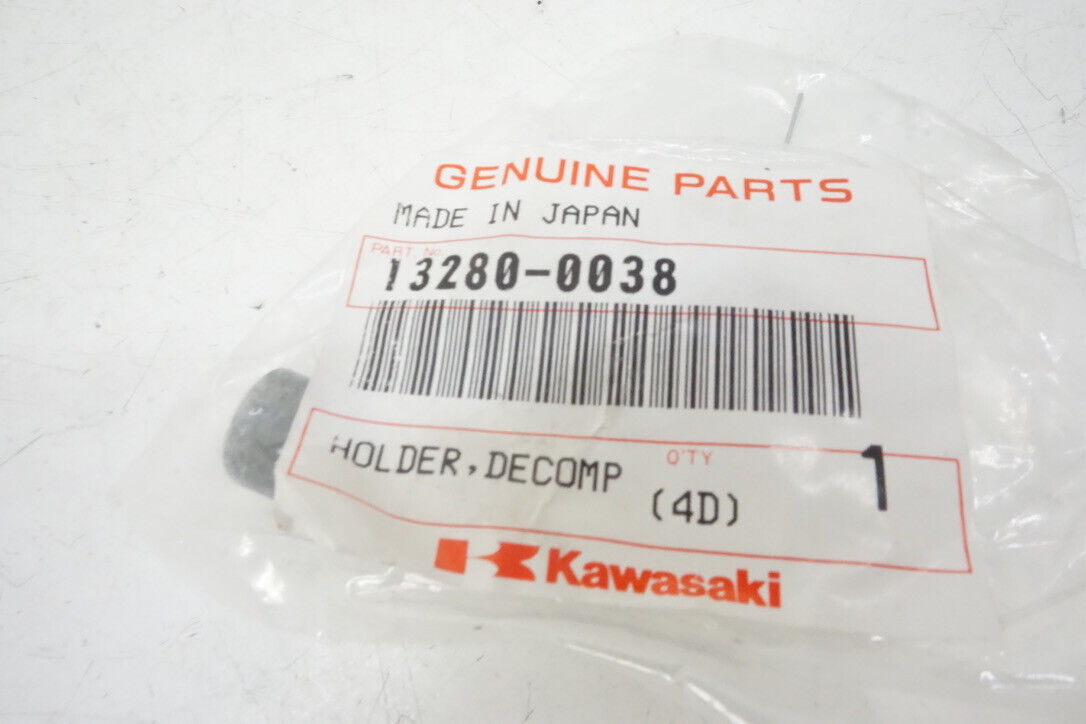 GENUINE PARTS
MADE IN JAPAN
PART No.
13280-0038
HOLDER,DECOMP
Q'TY
(4D)
1
Kawasaki